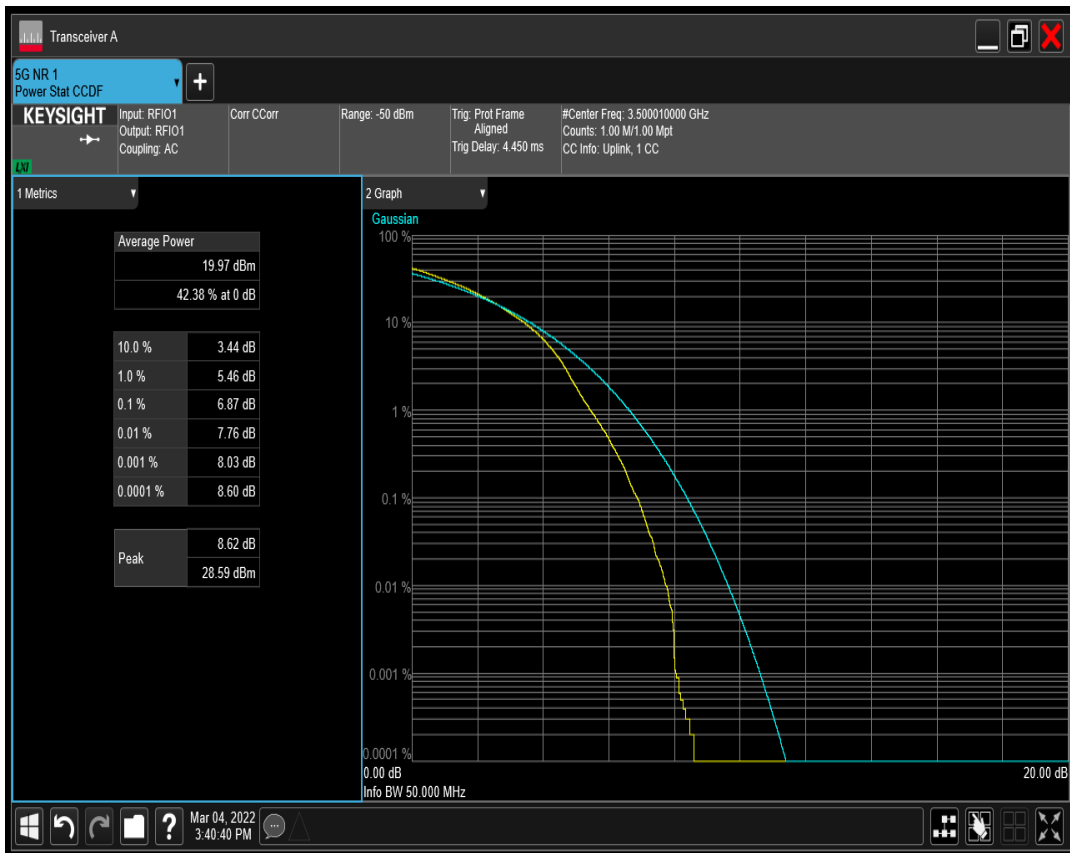 Transceiver A
5G NR 1
Power Stat CCDF
+
KEYSIGHT
LXI
Input: RFIO1
Output: RFIO1
Coupling: AC
Corr CCorr
Range: -50 dBm
Trig: Prot Frame
Aligned
Trig Delay: 4.450 ms
#Center Freq: 3.500010000 GHz
Counts: 1.00 M/1.00 Mpt
CC Info: Uplink, 1 CC
1 Metrics
Average Power
19.97 dBm
42.38 % at 0 dB
10.0 % 3.44 dB
1.0 % 5.46 dB
0.1 % 6.87 dB
0.01 % 7.76 dB
0.001 % 8.03 dB
0.0001 % 8.60 dB
Peak
8.62 dB
28.59 dBm
2 Graph
Gaussian
100 %
10 %
1 %
0.1 %
0.01 %
0.001 %
0.0001 %
0.00 dB 20.00 dB
Info BW 50.000 MHz
?
Mar 04, 2022
3:40:40 PM